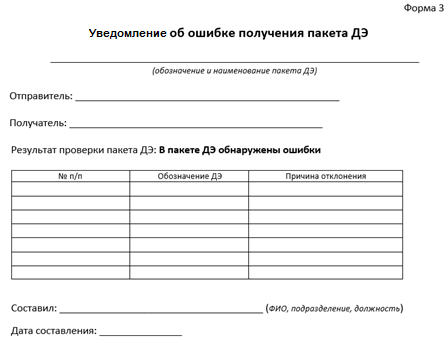 Форма 3
Уведомление об ошибке получения пакета ДЭ
(обозначение и наименование пакета ДЭ)
Отправитель:
Получатель:
Результат проверки пакета ДЭ: В пакете ДЭ обнаружены ошибки
№ п/п Обозначение ДЭ Причина отклонения
Составил: (ФИО, подразделение, должность)
Дата составления: